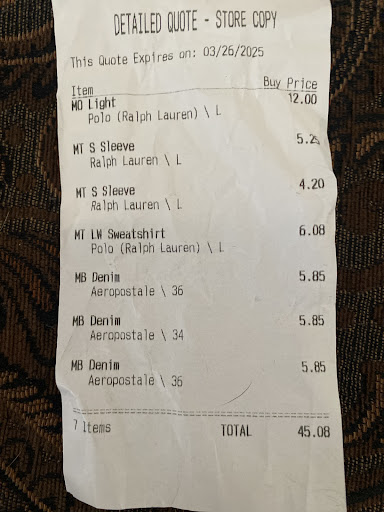 DETAILED QUOTE - STORE COPY
This Quote Expires on: 03/26/2025
Item Buy Price
MO Light 12.00
Polo (Ralph Lauren) \ L
MT S Sleeve 5.25
Ralph Lauren \ L
MT S Sleeve 4.20
Ralph Lauren \ L
MT LW Sweatshirt 6.08
Polo (Ralph Lauren) \ L
MB Denim 5.85
Aeropostale \ 36
MB Denim 5.85
Aeropostale \ 34
MB Denim 5.85
Aeropostale \ 36
7 Items TOTAL 45.08